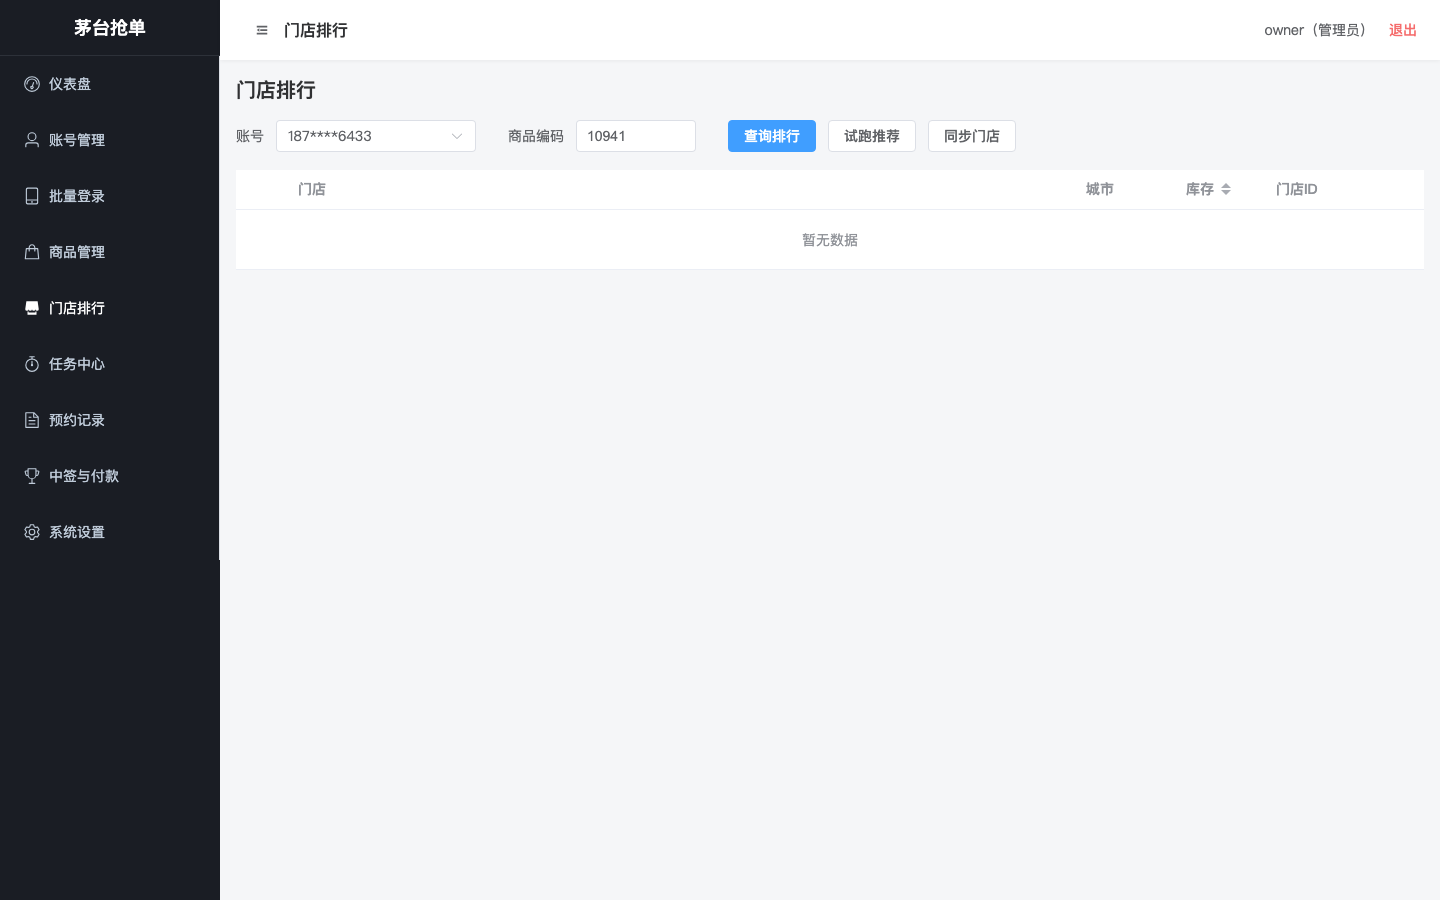 茅台抢单
仪表盘
账号管理
批量登录
商品管理
门店排行
任务中心
预约记录
中签与付款
系统设置
门店排行
owner（管理员）
退出
门店排行
账号 187****6433 商品编码 10941 查询排行 试跑推荐 同步门店
门店 城市 库存 门店ID
暂无数据